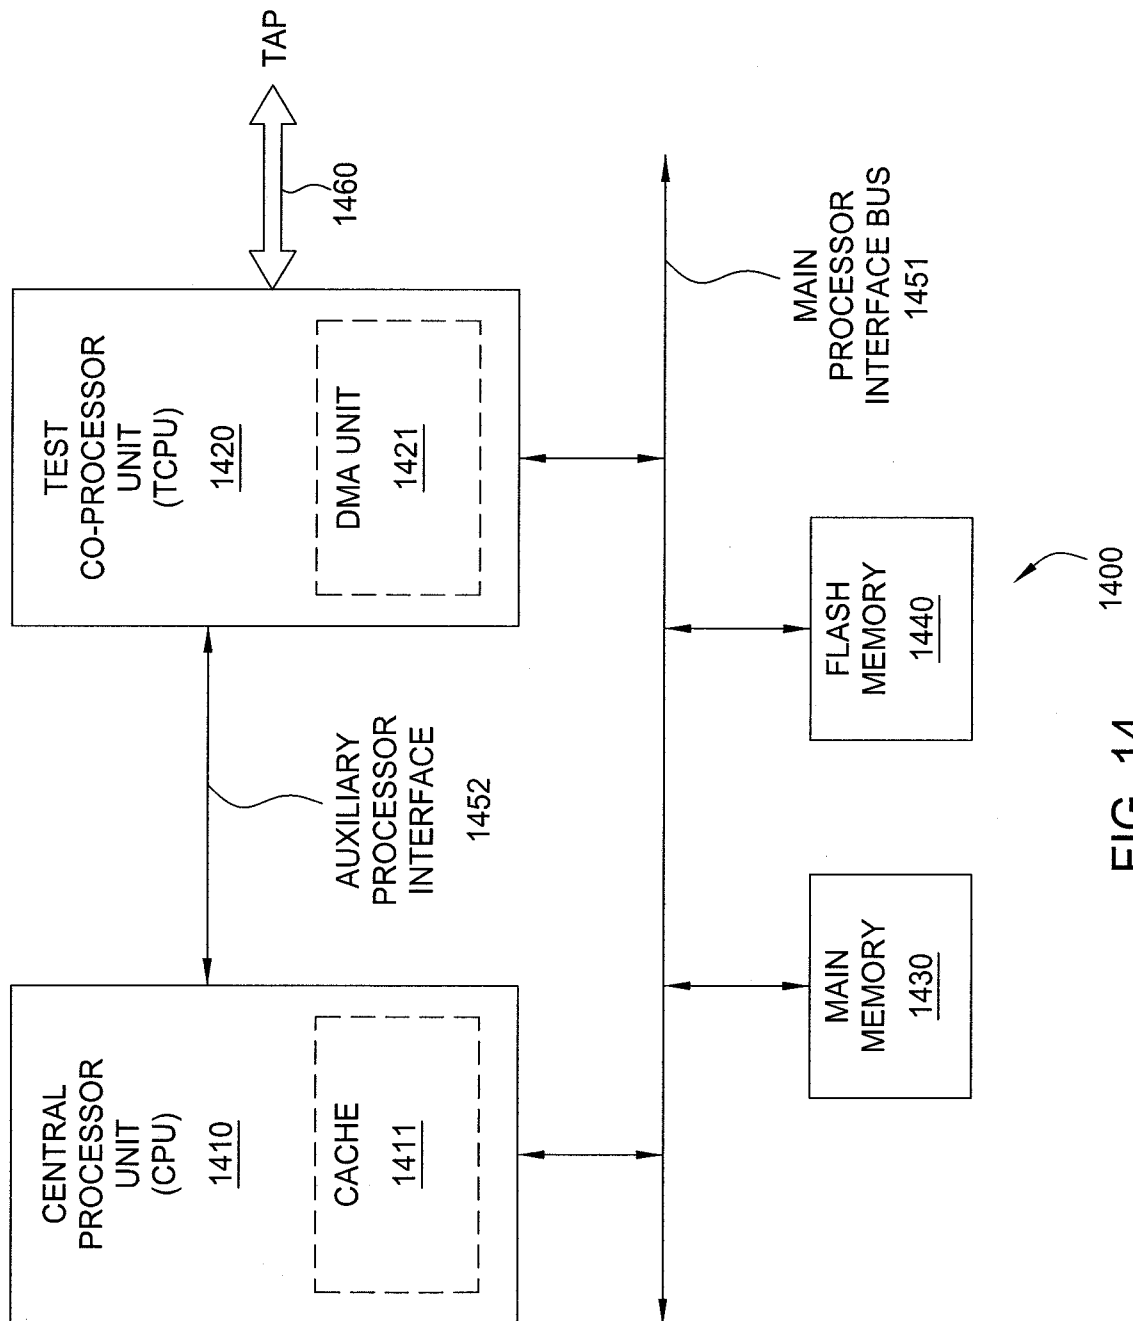 CENTRAL
PROCESSOR
UNIT
(CPU)
1410
CACHE
1411
AUXILIARY
PROCESSOR
INTERFACE
1452
TEST
CO-PROCESSOR
UNIT
(TCPU)
1420
DMA UNIT
1421
TAP
1460
MAIN
PROCESSOR
INTERFACE BUS
1451
MAIN
MEMORY
1430
FLASH
MEMORY
1440
1400
FIG. 14